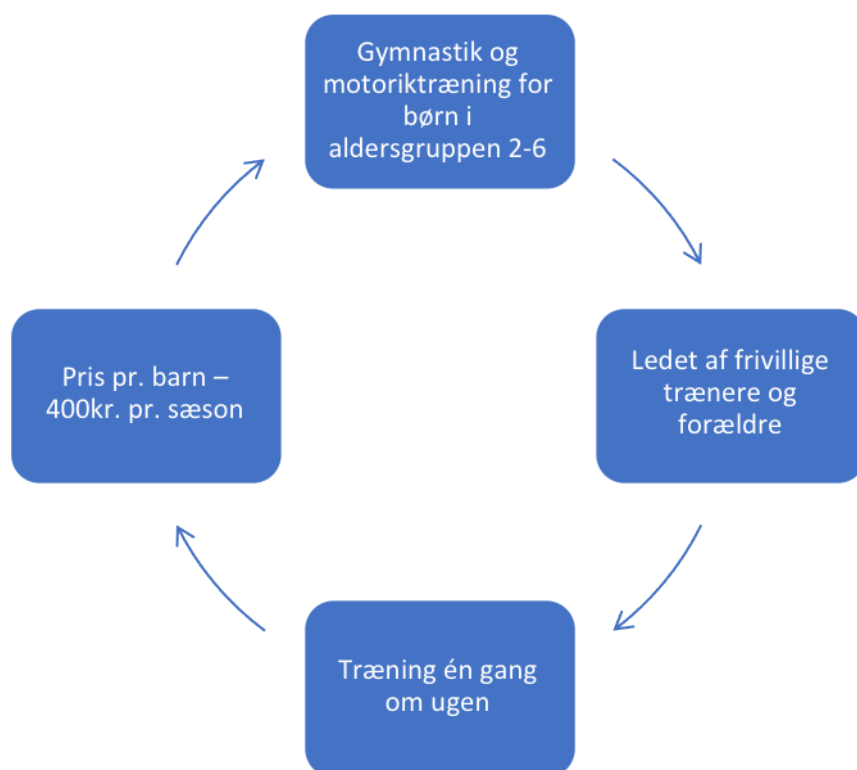 Gymnastik og
motoriktræning for
børn i
aldersgruppen 2-6
Ledet af frivillige
trænere og
forældre
Træning én gang
om ugen
Pris pr. barn –
400kr. pr. sæson